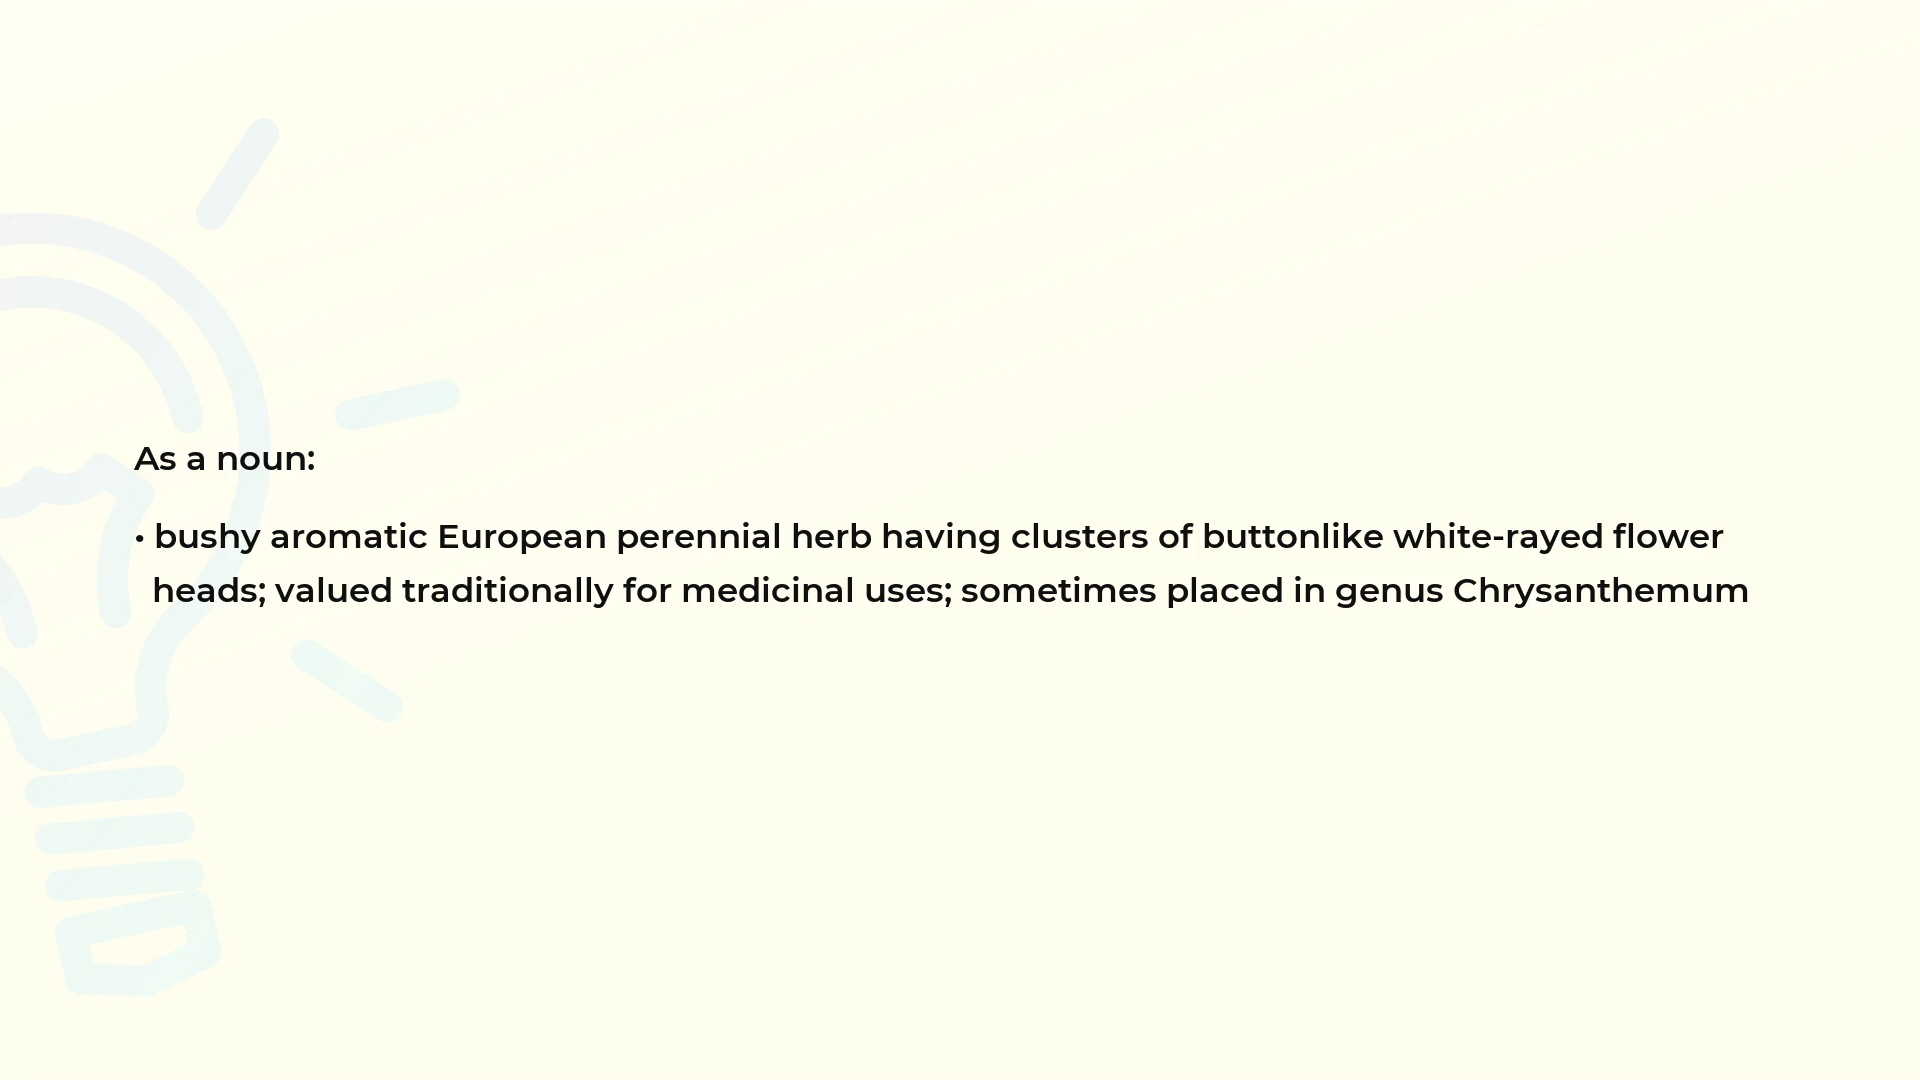 As a noun:
• bushy aromatic European perennial herb having clusters of buttonlike white-rayed flower
heads; valued traditionally for medicinal uses; sometimes placed in genus Chrysanthemum